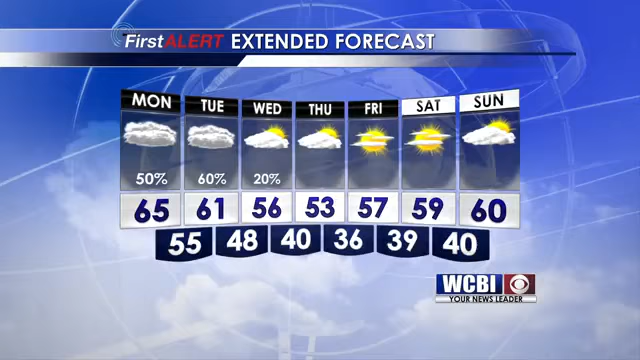 FirstALERT EXTENDED FORECAST
MON TUE WED THU FRI SAT SUN
50% 60% 20%
65 61 56 53 57 59 60
55 48 40 36 39 40
WCBI
YOUR NEWS LEADER